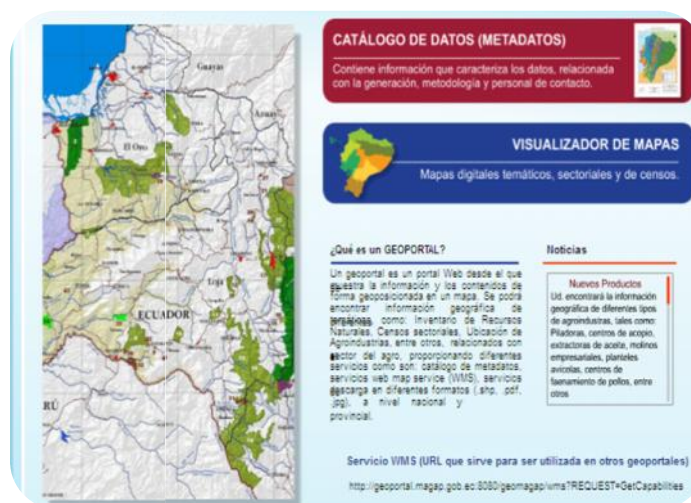 Guayas
Azuay
El Oro
Loja
ECUADOR
RÚ
CATÁLOGO DE DATOS (METADATOS)
Contiene información que caracteriza los datos, relacionada
con la generación, metodología y personal de contacto.
VISUALIZADOR DE MAPAS
Mapas digitales temáticos, sectoriales y de censos.
¿Qué es un GEOPORTAL?
Un geoportal es un portal Web desde el que
muestra la información y los contenidos de
forma geoposicionada en un mapa. Se podra
encontrar información geográfica de
como: Inventario de Recursos
Naturales, Censos sectoriales, Ubicación de
Agroindustrias, entre otros, relacionados con
sector del agro, proporcionando diferentes
servicios como son: catálogo de metadatos,
servicios web map service (WMS), servicios
descarga en diferentes formatos (.shp, .pdf,
.jpg), a nivel nacional y
provincial.
Noticias
Nuevos Productos
Ud. encontrará la información
geográfica de diferentes tipos
de agroindustras, tales como:
Piladoras, centros de acopio,
extractoras de aceite, molinos
empresariales, planteles
avícolas, centros de
faenamiento de pollos, entre
otros
Servicio WMS (URL que sirve para ser utilizada en otros geoportales)
http://geoportal.magap.gob.ec:8080/geomagap/wms?REQUEST=GetCapabilities